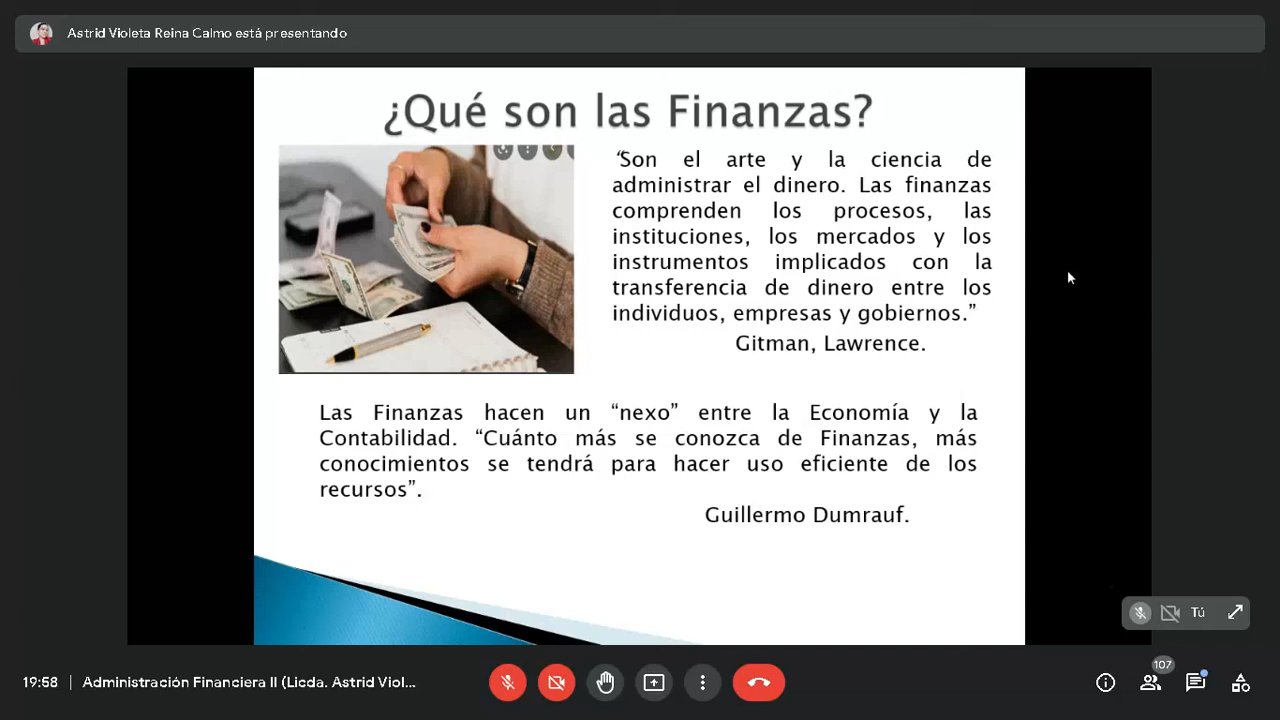 Astrid Violeta Reina Calmo está presentando
¿Qué son las Finanzas?
“Son el arte y la ciencia de
administrar el dinero. Las finanzas
comprenden los procesos, las
instituciones, los mercados y los
instrumentos implicados con la
transferencia de dinero entre los
individuos, empresas y gobiernos.”
Gitman, Lawrence.
Las Finanzas hacen un “nexo” entre la Economía y la
Contabilidad. “Cuánto más se conozca de Finanzas, más
conocimientos se tendrá para hacer uso eficiente de los
recursos”.
Guillermo Dumrauf.
Tú
19:58 | Administración Financiera II (Licda. Astrid Viol...
107